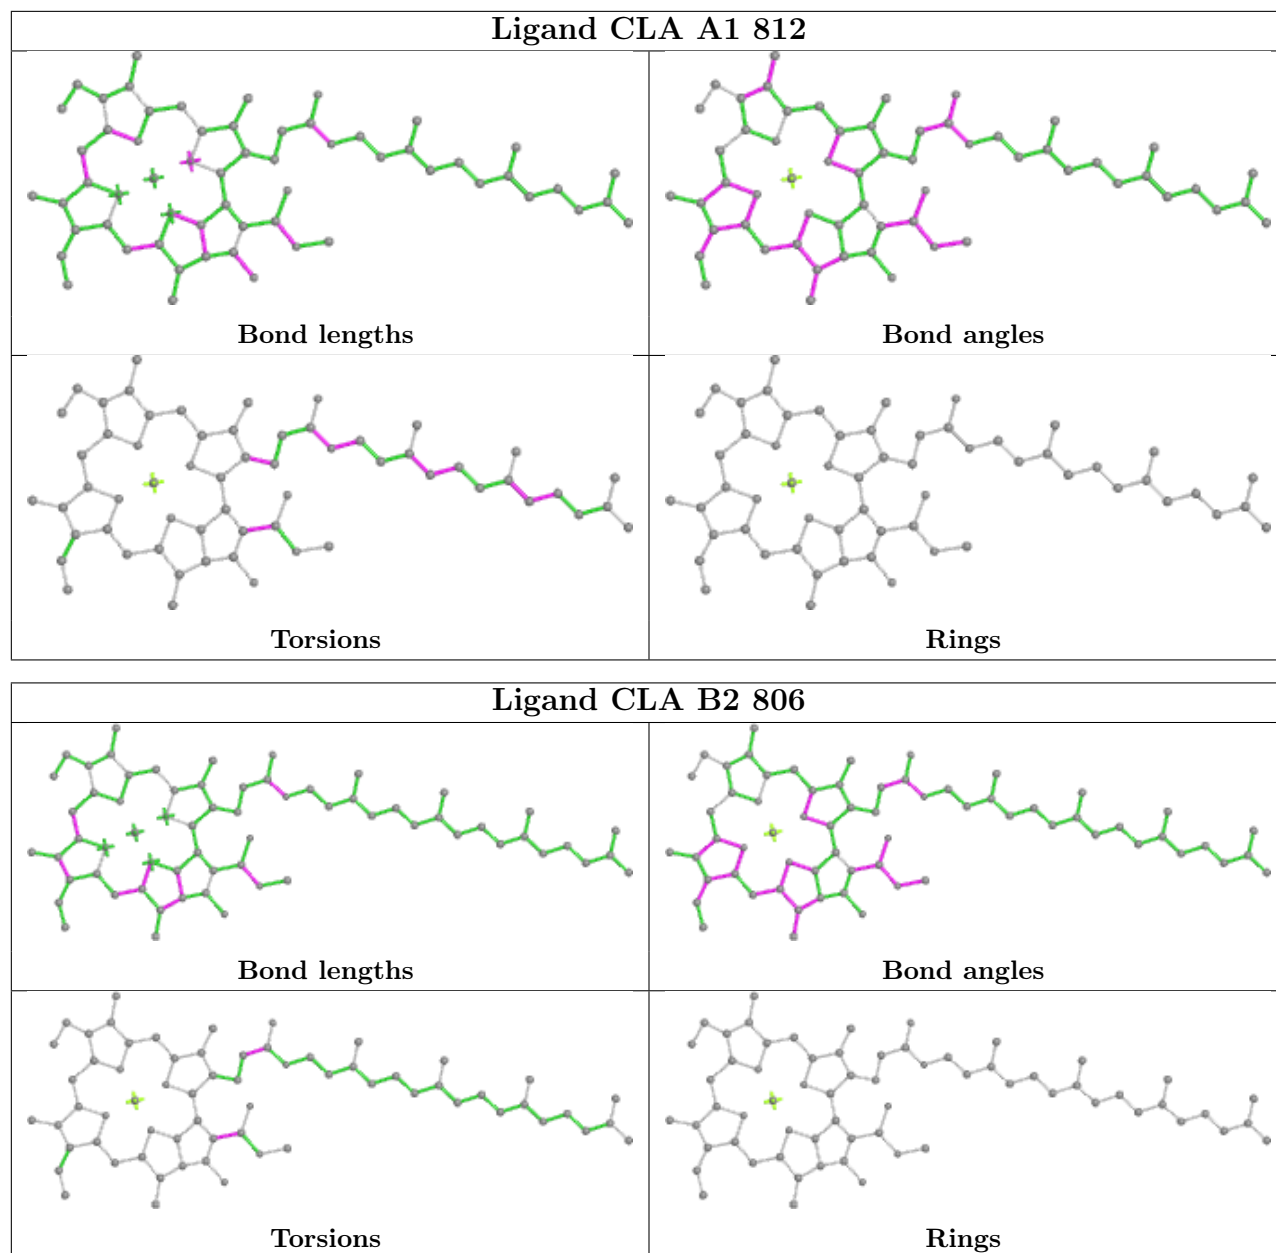 Ligand CLA A1 812
Bond lengths
Bond angles
Torsions
Rings
Ligand CLA B2 806
Bond lengths
Bond angles
Torsions
Rings